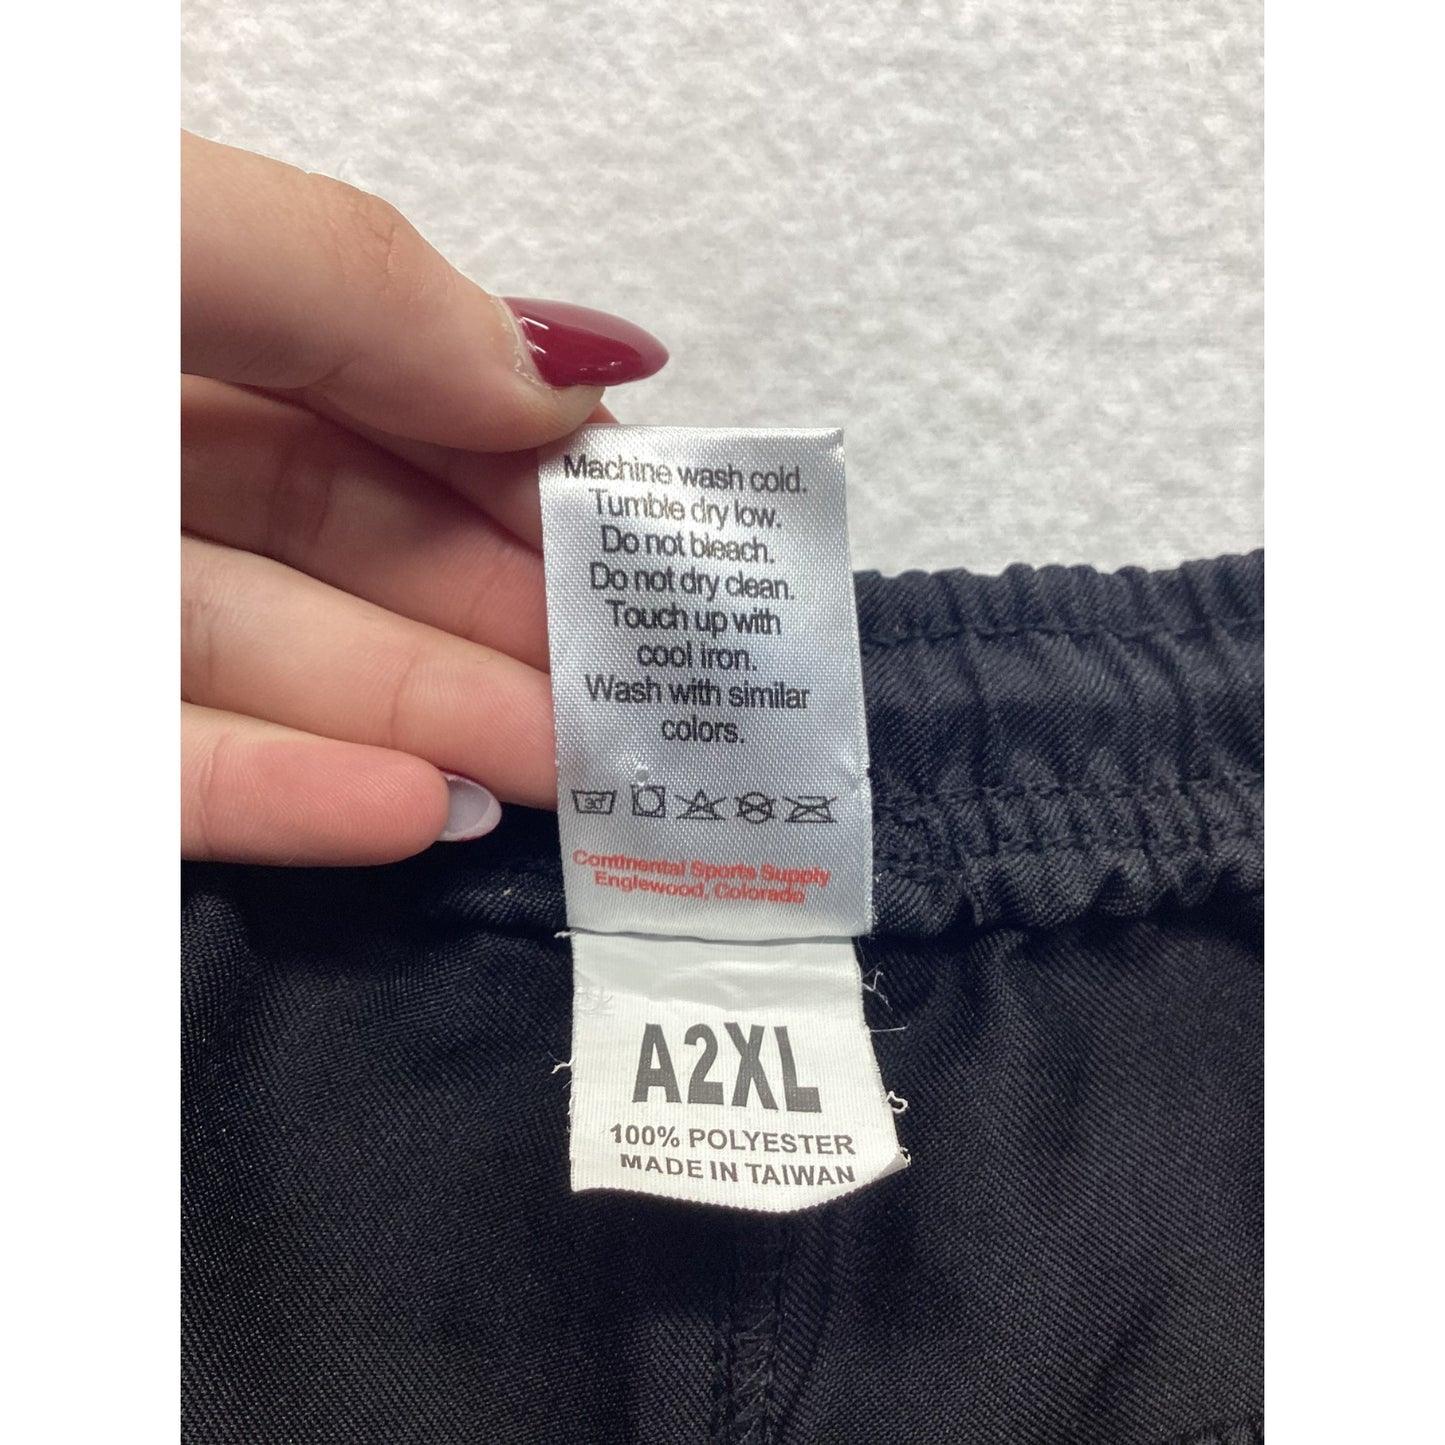 Machine wash cold.
Tumble dry low.
Do not bleach.
Do not dry clean.
Touch up with
cool iron.
Wash with similar
colors.
30°
Continental Sports Supply
Englewood, Colorado
A2XL
100% POLYESTER
MADE IN TAIWAN